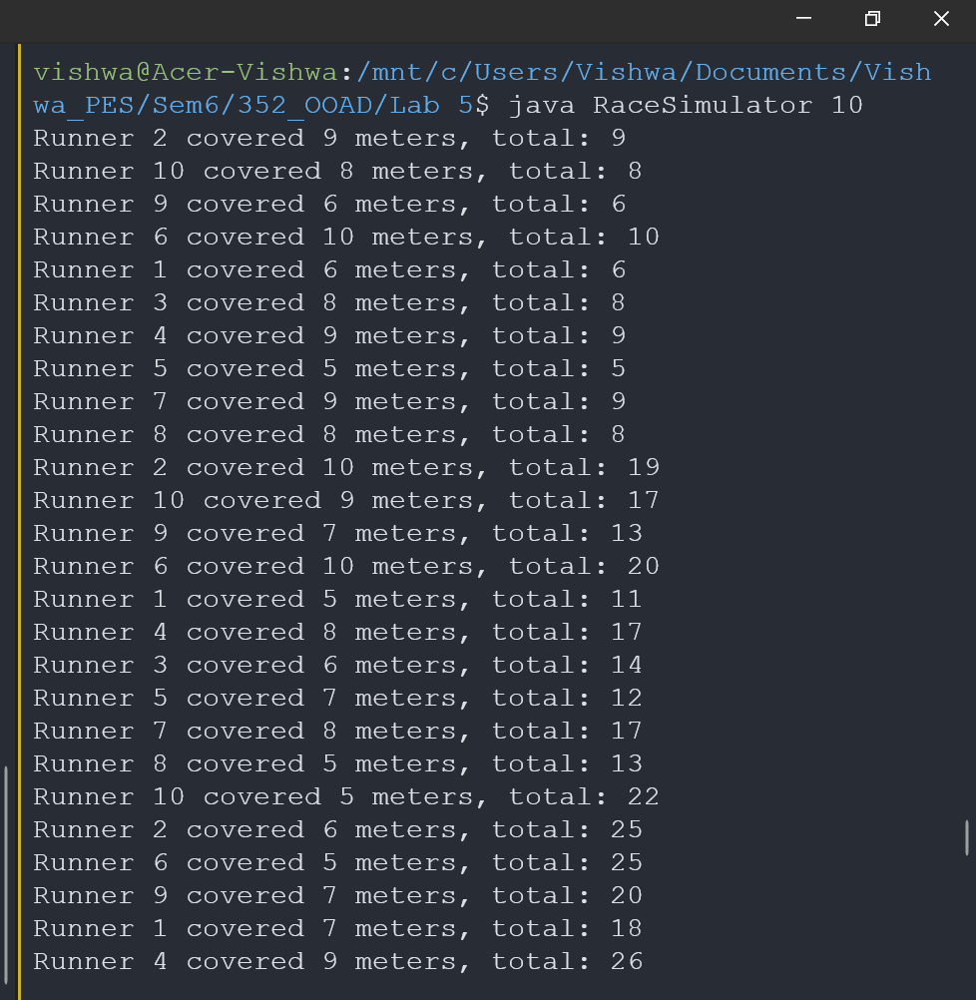 vishwa@Acer-Vishwa:/mnt/c/Users/Vishwa/Documents/Vish
wa_PES/Sem6/352_OOAD/Lab 5$ java RaceSimulator 10
Runner 2 covered 9 meters, total: 9
Runner 10 covered 8 meters, total: 8
Runner 9 covered 6 meters, total: 6
Runner 6 covered 10 meters, total: 10
Runner 1 covered 6 meters, total: 6
Runner 3 covered 8 meters, total: 8
Runner 4 covered 9 meters, total: 9
Runner 5 covered 5 meters, total: 5
Runner 7 covered 9 meters, total: 9
Runner 8 covered 8 meters, total: 8
Runner 2 covered 10 meters, total: 19
Runner 10 covered 9 meters, total: 17
Runner 9 covered 7 meters, total: 13
Runner 6 covered 10 meters, total: 20
Runner 1 covered 5 meters, total: 11
Runner 4 covered 8 meters, total: 17
Runner 3 covered 6 meters, total: 14
Runner 5 covered 7 meters, total: 12
Runner 7 covered 8 meters, total: 17
Runner 8 covered 5 meters, total: 13
Runner 10 covered 5 meters, total: 22
Runner 2 covered 6 meters, total: 25
Runner 6 covered 5 meters, total: 25
Runner 9 covered 7 meters, total: 20
Runner 1 covered 7 meters, total: 18
Runner 4 covered 9 meters, total: 26